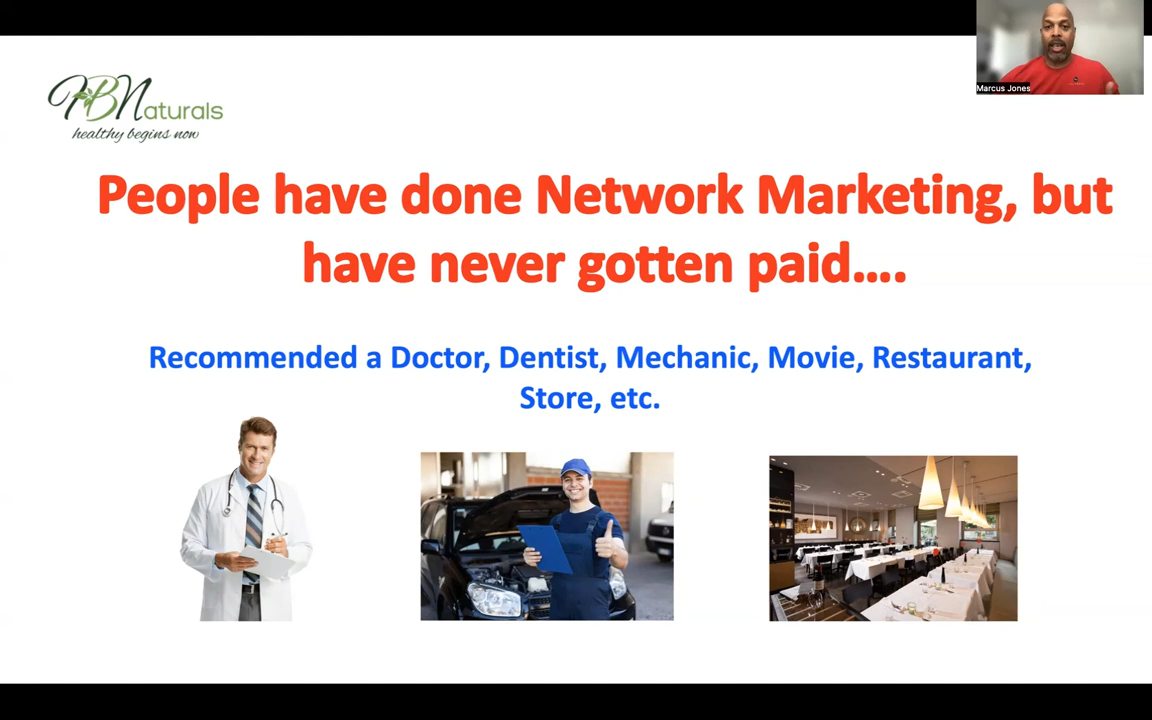 HBNaturals
healthy begins now
Marcus Jones
People have done Network Marketing, but
have never gotten paid….
Recommended a Doctor, Dentist, Mechanic, Movie, Restaurant,
Store, etc.